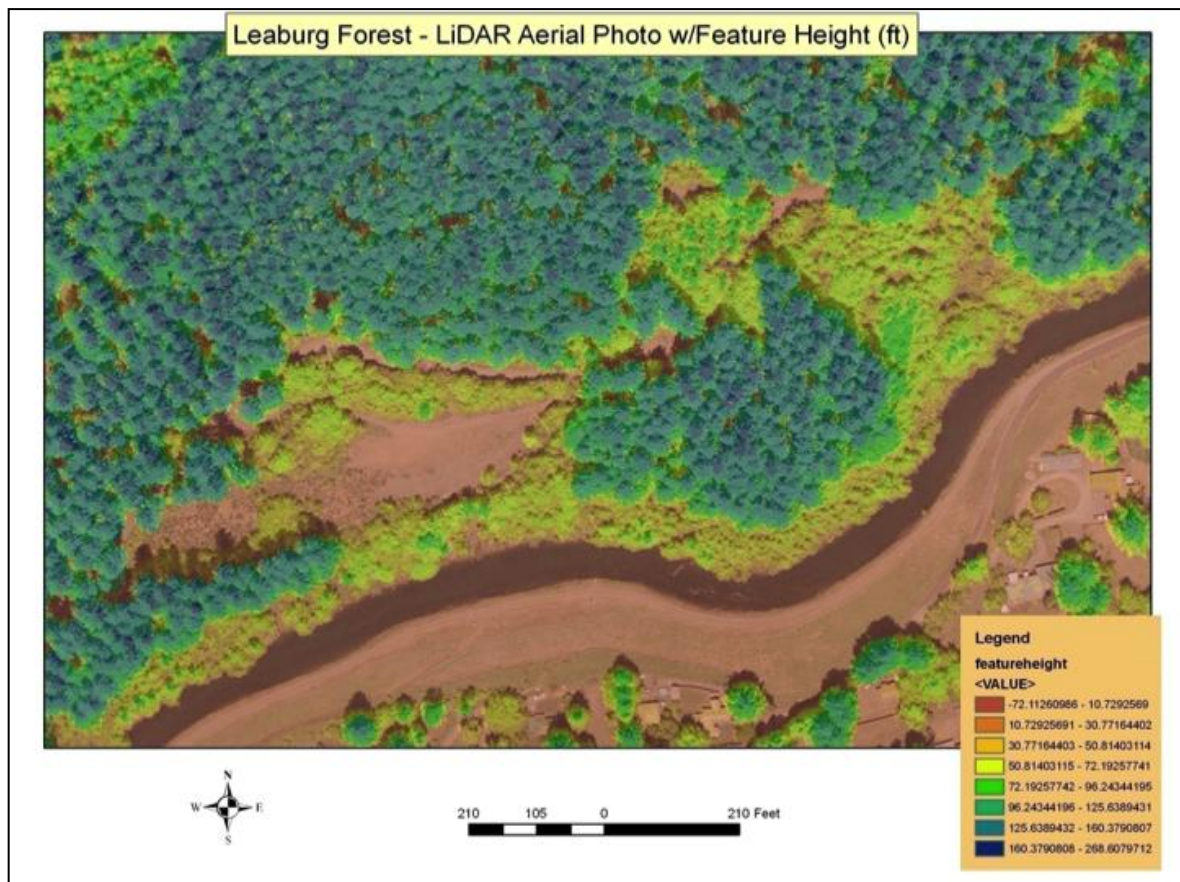 Leaburg Forest - LiDAR Aerial Photo w/Feature Height (ft)
N
W E
S
210 105 0 210 Feet
Legend
featureheight
<VALUE>
-72.11260986 - 10.7292569
10.72925691 - 30.77164402
30.77164403 - 50.81403114
50.81403115 - 72.19257741
72.19257742 - 96.24344195
96.24344196 - 125.6389431
125.6389432 - 160.3790807
160.3790808 - 268.6079712